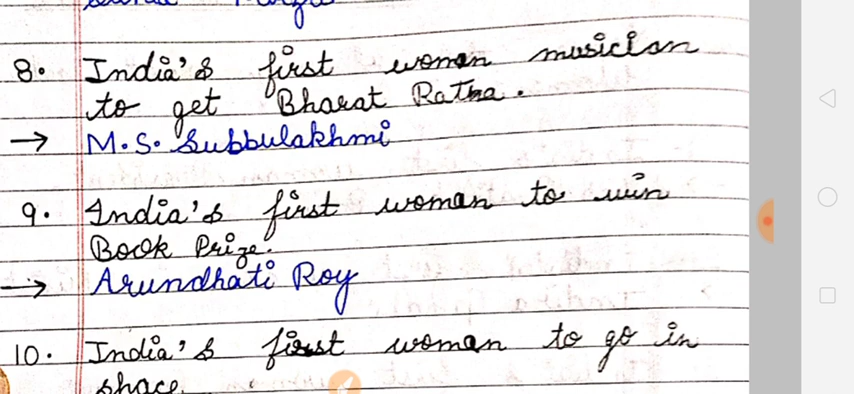 8. India's first woman musician
to get Bharat Ratna.
→ M.S. Subbulakhmi
9. India's first woman to win
Book Prize.
→ Arundhati Roy
10. India's first woman to go in
space.